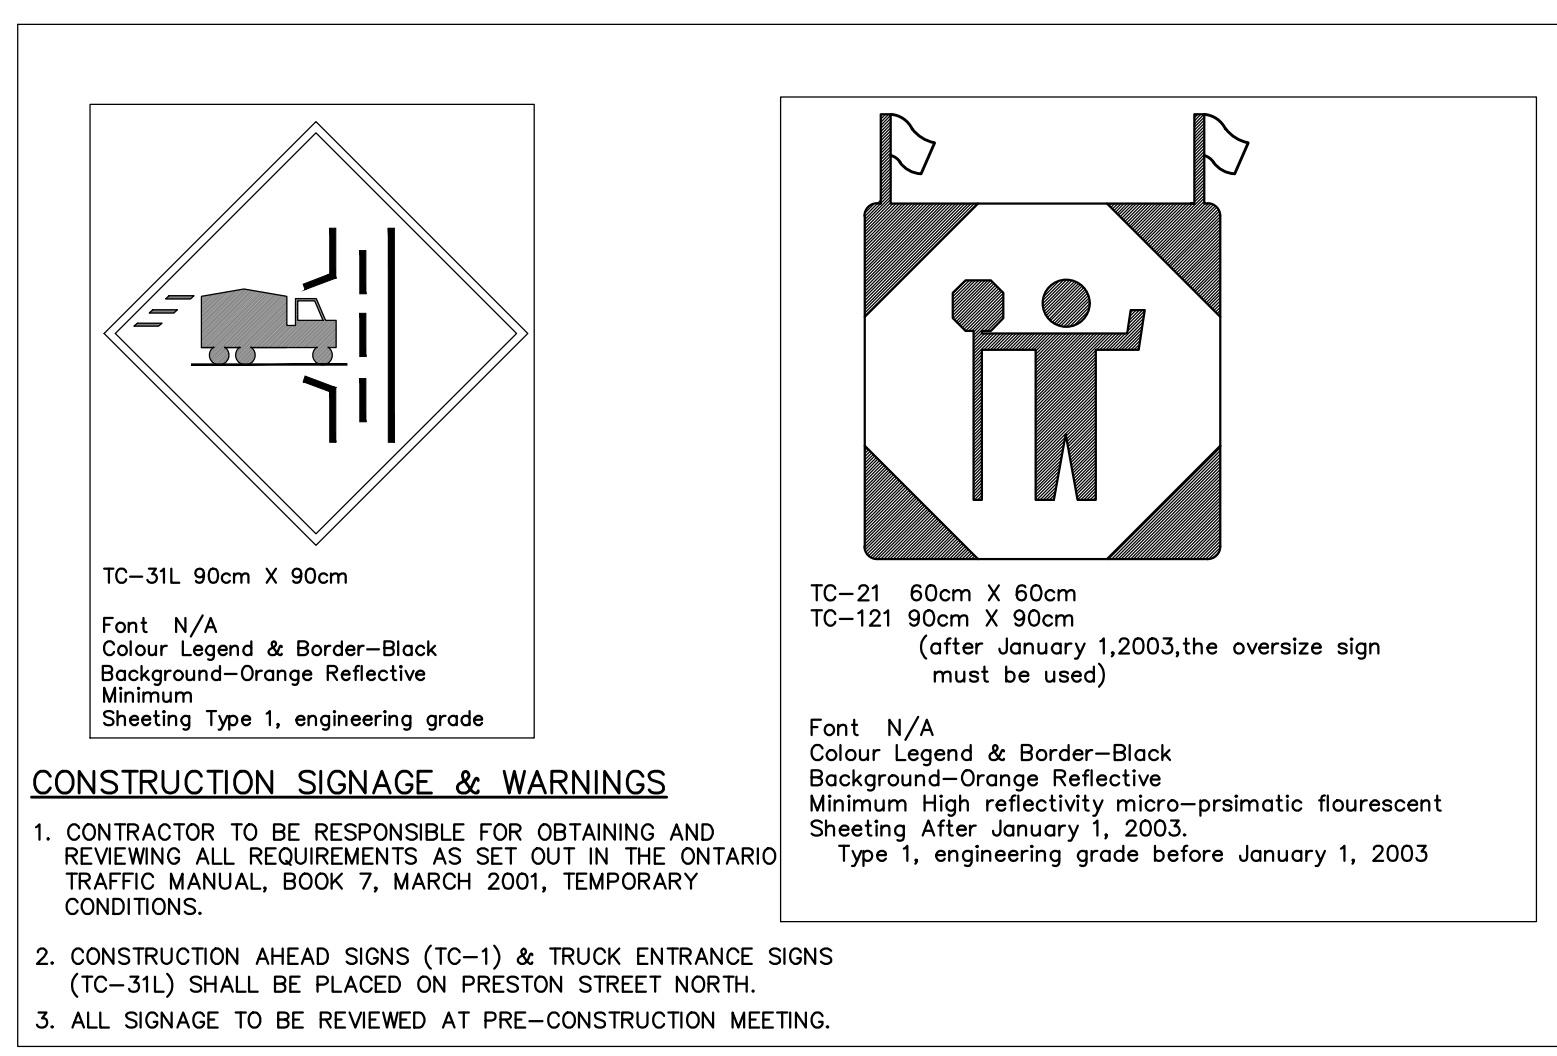 TC-31L 90cm X 90cm
Font N/A
Colour Legend & Border-Black
Background-Orange Reflective
Minimum
Sheeting Type 1, engineering grade
TC-21 60cm X 60cm
TC-121 90cm X 90cm
(after January 1,2003,the oversize sign
must be used)
Font N/A
Colour Legend & Border-Black
Background-Orange Reflective
Minimum High reflectivity micro-prsimatic flourescent
Sheeting After January 1, 2003.
Type 1, engineering grade before January 1, 2003
CONSTRUCTION SIGNAGE & WARNINGS
1. CONTRACTOR TO BE RESPONSIBLE FOR OBTAINING AND
REVIEWING ALL REQUIREMENTS AS SET OUT IN THE ONTARIO
TRAFFIC MANUAL, BOOK 7, MARCH 2001, TEMPORARY
CONDITIONS.
2. CONSTRUCTION AHEAD SIGNS (TC-1) & TRUCK ENTRANCE SIGNS
(TC-31L) SHALL BE PLACED ON PRESTON STREET NORTH.
3. ALL SIGNAGE TO BE REVIEWED AT PRE-CONSTRUCTION MEETING.